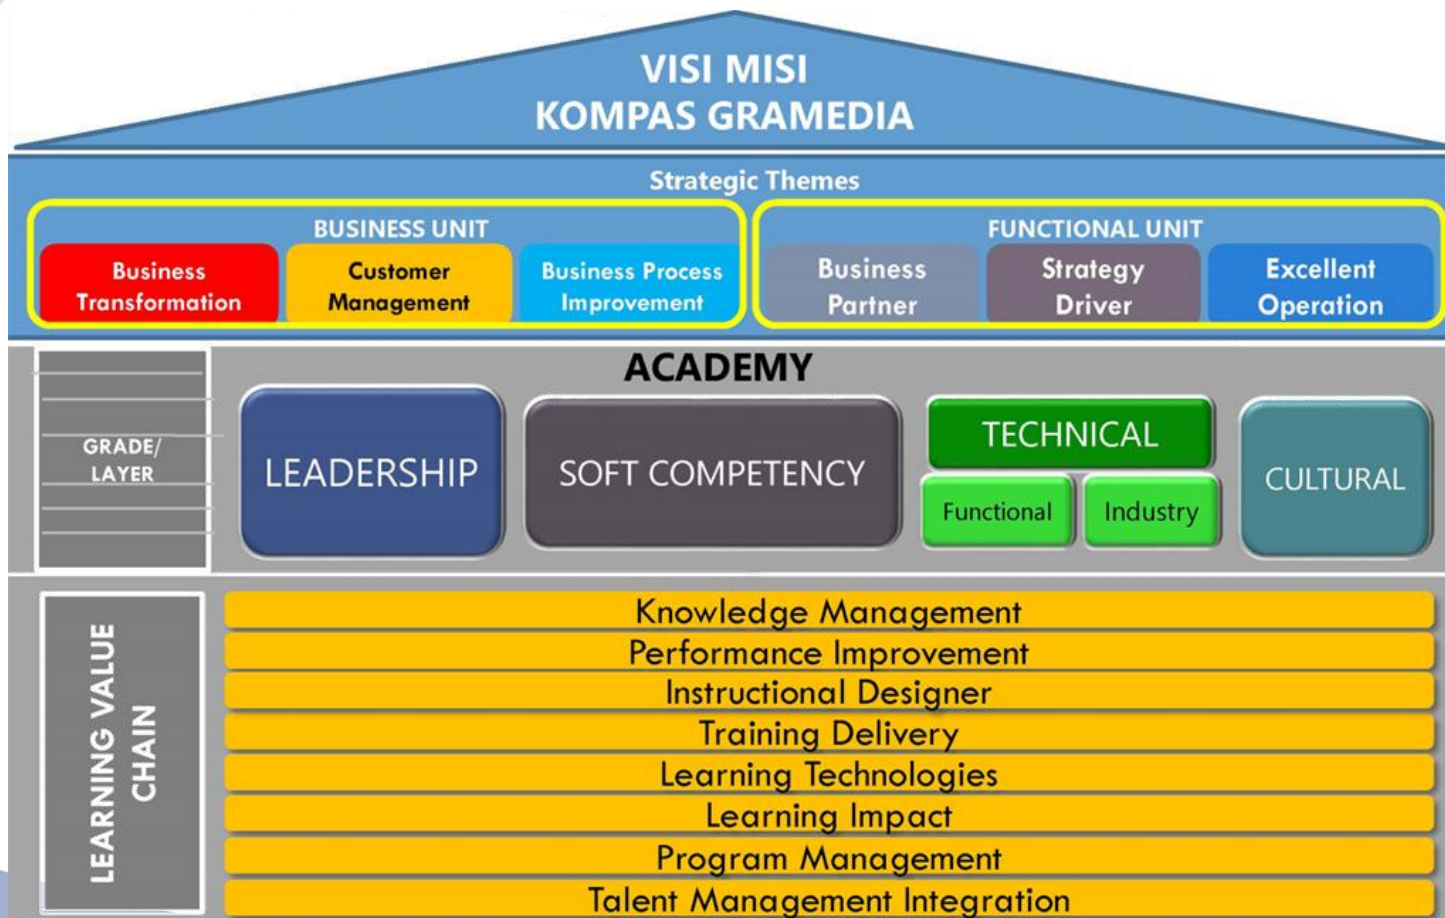 VISI MISI
KOMPAS GRAMEDIA
Strategic Themes
BUSINESS UNIT
Business
Transformation
Customer
Management
Business Process
Improvement
FUNCTIONAL UNIT
Business
Partner
Strategy
Driver
Excellent
Operation
ACADEMY
GRADE/
LAYER
LEADERSHIP
SOFT COMPETENCY
TECHNICAL
Functional
Industry
CULTURAL
LEARNING VALUE
CHAIN
Knowledge Management
Performance Improvement
Instructional Designer
Training Delivery
Learning Technologies
Learning Impact
Program Management
Talent Management Integration